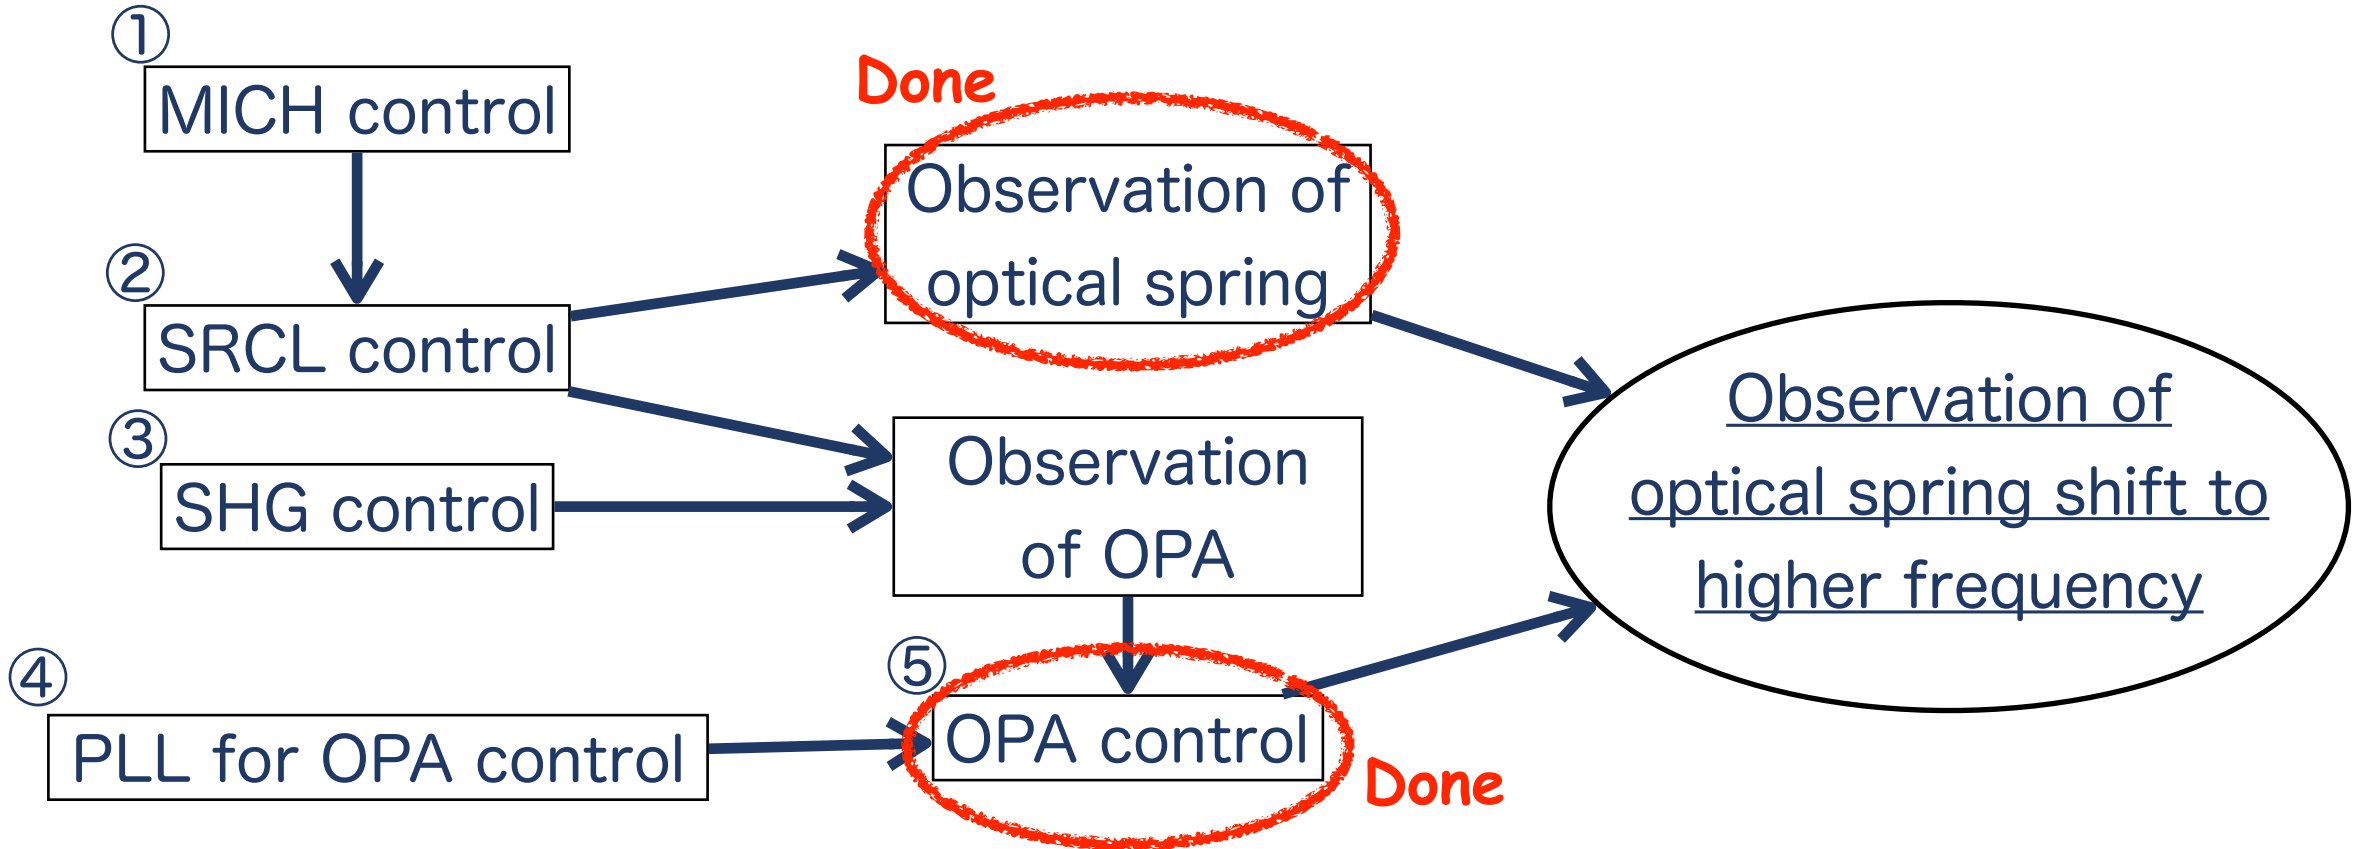 ①
MICH control
②
SRCL control
③
SHG control
④
PLL for OPA control
Done
Observation of
optical spring
Observation
of OPA
⑤
OPA control
Done
Observation of
optical spring shift to
higher frequency